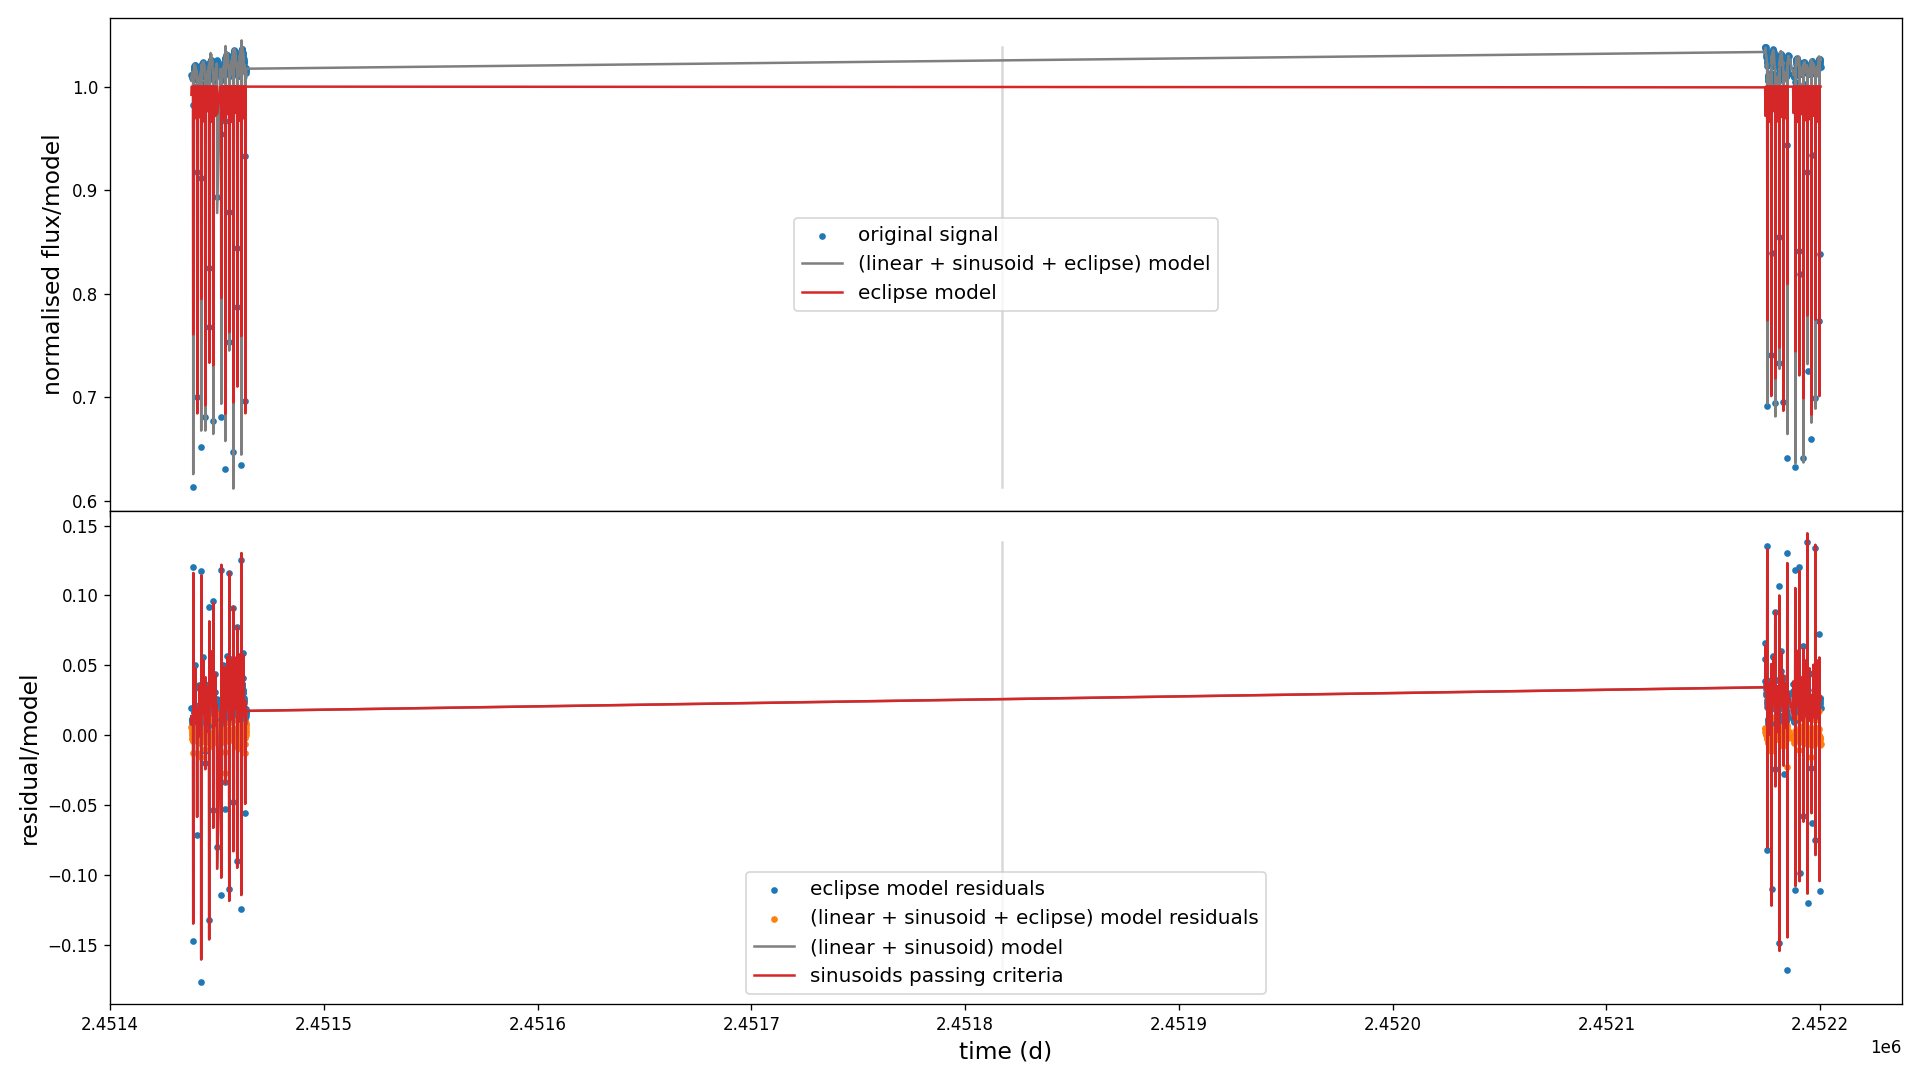 normalised flux/model
1.0
0.9
0.8
0.7
0.6
original signal
(linear + sinusoid + eclipse) model
eclipse model
residual/model
0.15
0.10
0.05
0.00
−0.05
−0.10
−0.15
eclipse model residuals
(linear + sinusoid + eclipse) model residuals
(linear + sinusoid) model
sinusoids passing criteria
2.4514 2.4515 2.4516 2.4517 2.4518 2.4519 2.4520 2.4521 2.4522
1e6
time (d)